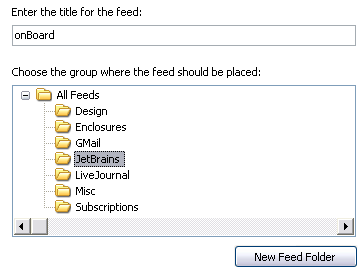 Enter the title for the feed:
onBoard
Choose the group where the feed should be placed:
All Feeds
Design
Enclosures
GMail
JetBrains
LiveJournal
Misc
Subscriptions
New Feed Folder